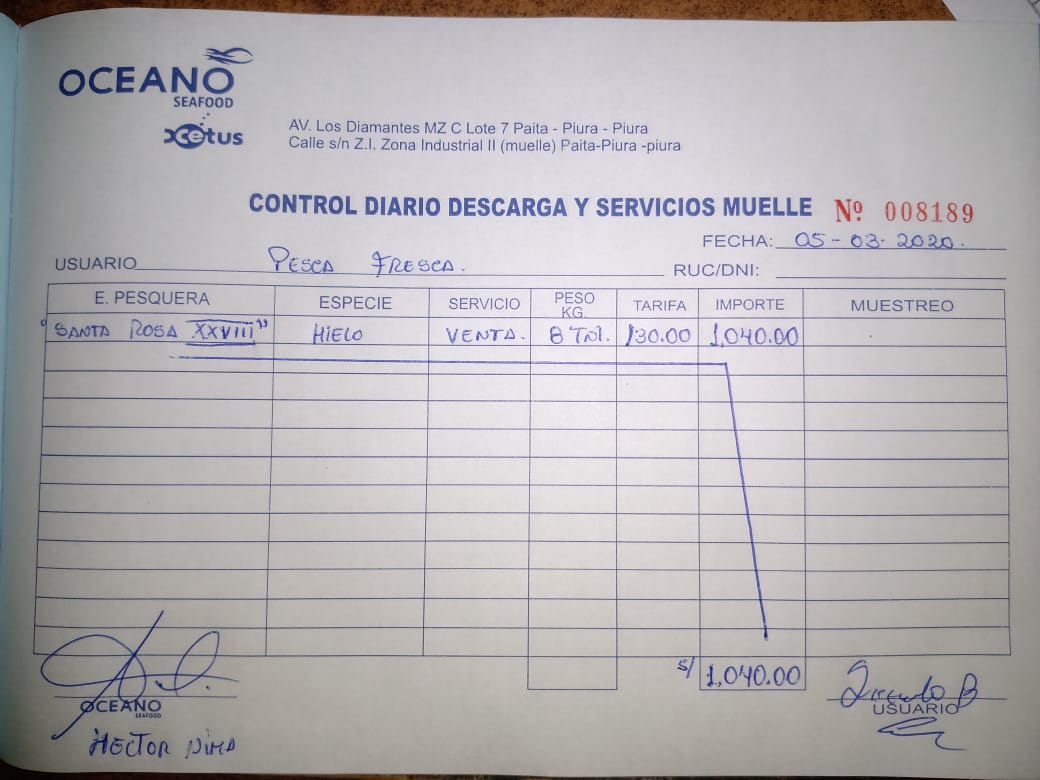 OCEANO
SEAFOOD
Xcetus
AV. Los Diamantes MZ C Lote 7 Paita - Piura - Piura
Calle s/n Z.I. Zona Industrial II (muelle) Paita-Piura -piura
CONTROL DIARIO DESCARGA Y SERVICIOS MUELLE Nº 008189
FECHA: 05-03-2020.
USUARIO PESCA FRESCA. RUC/DNI:
E. PESQUERA ESPECIE SERVICIO PESO KG. TARIFA IMPORTE MUESTREO
"SANTA ROSA XXVIII" HIELO VENTA. 8 Tnl. 130.00 1,040.00
S/ 1,040.00
OCEANO
SEAFOOD
USUARIO
HECTOR